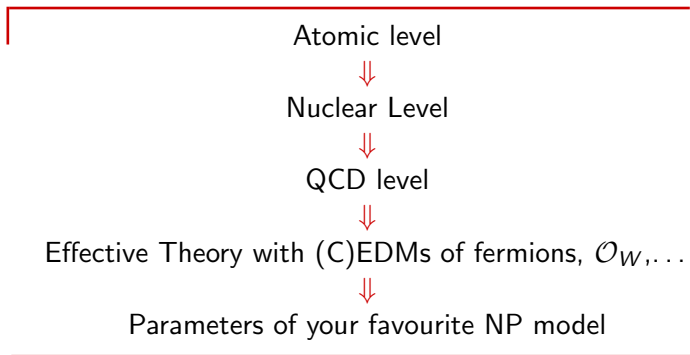 Atomic level
⇓
Nuclear Level
⇓
QCD level
⇓
Effective Theory with (C)EDMs of fermions, 𝒪_W,...
⇓
Parameters of your favourite NP model